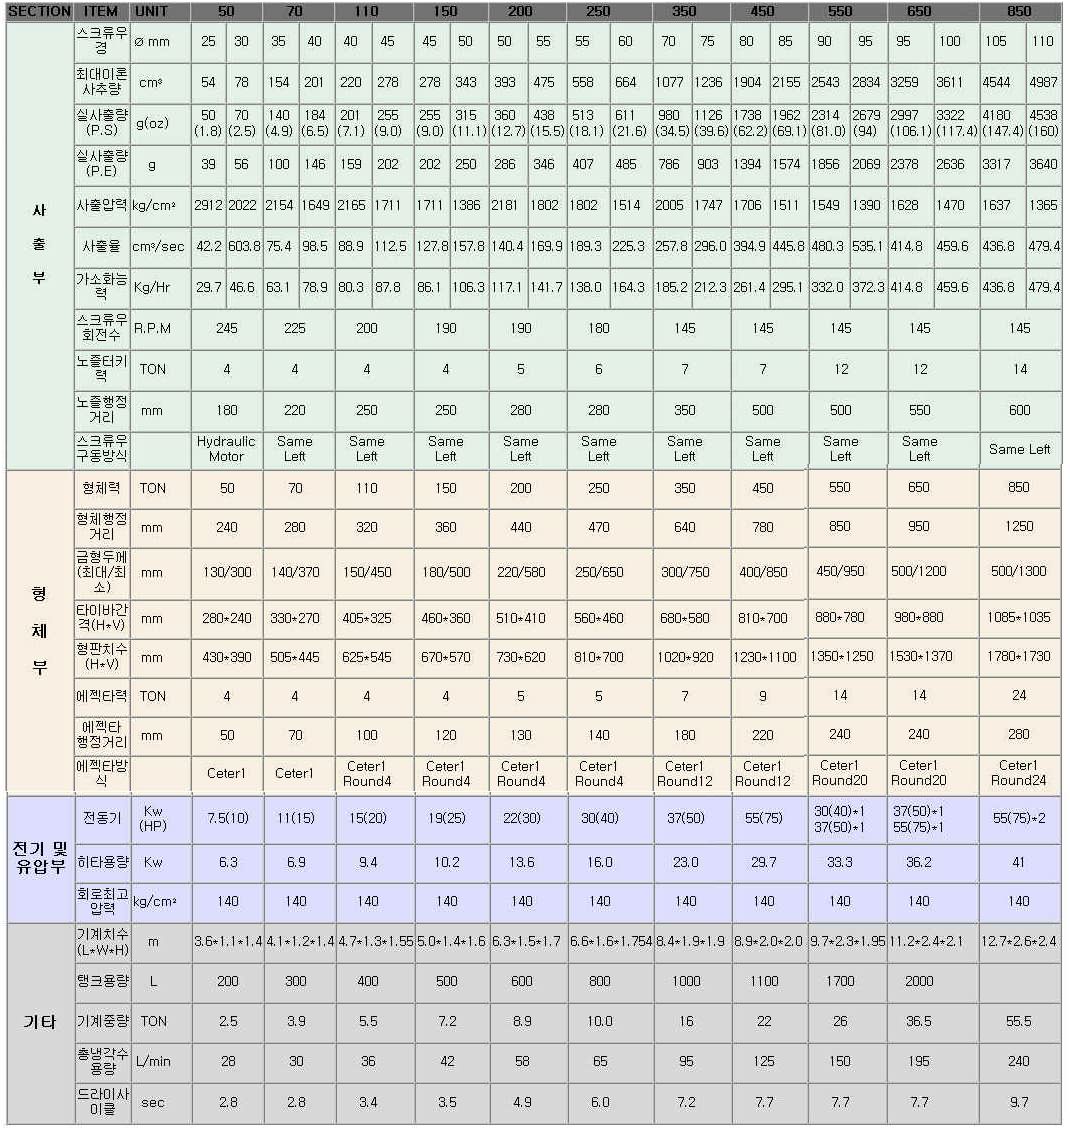 SECTION ITEM UNIT 50 70 110 150 200 250 350 450 550 650 850
사
출
부
스크류우
경
Ø mm 25 30 35 40 40 45 45 50 50 55 55 60 70 75 80 85 90 95 95 100 105 110
최대이론
사추량
cm³ 54 78 154 201 220 278 278 343 393 475 558 664 1077 1236 1904 2155 2543 2834 3259 3611 4544 4987
실사출량
(P.S)
g(oz)
50 70 140 184 201 255 255 315 360 438 513 611 980 1126 1738 1962 2314 2679 2997 3322 4180 4538
(1.8) (2.5) (4.9) (6.5) (7.1) (9.0) (9.0) (11.1) (12.7) (15.5) (18.1) (21.6) (34.5) (39.6) (62.2) (69.1) (81.0) (94) (106.1) (117.4) (147.4) (160)
실사출량
(P.E)
g 39 56 100 146 159 202 202 250 286 346 407 485 786 903 1394 1574 1856 2069 2378 2636 3317 3640
사출압력 kg/cm² 2912 2022 2154 1649 2165 1711 1711 1386 2181 1802 1802 1514 2005 1747 1706 1511 1549 1390 1628 1470 1637 1365
사출율 cm³/sec 42.2 603.8 75.4 98.5 88.9 112.5 127.8 157.8 140.4 169.9 189.3 225.3 257.8 296.0 394.9 445.8 480.3 535.1 414.8 459.6 436.8 479.4
가소화능
력
Kg/Hr 29.7 46.6 63.1 78.9 80.3 87.8 86.1 106.3 117.1 141.7 138.0 164.3 185.2 212.3 261.4 295.1 332.0 372.3 414.8 459.6 436.8 479.4
스크류우
회전수
R.P.M 245 225 200 190 190 180 145 145 145 145 145
노즐터키
력
TON 4 4 4 4 5 6 7 7 12 12 14
노즐행정
거리
mm 180 220 250 250 280 280 350 500 500 550 600
스크류우
구동방식
Hydraulic Same Same Same Same Same Same Same Same Same Same Left
Motor Left Left Left Left Left Left Left Left Left
형
체
부
형체력 TON 50 70 110 150 200 250 350 450 550 650 850
형체행정
거리
mm 240 280 320 360 440 470 640 780 850 950 1250
금형두께
(최대/최
소)
mm 130/300 140/370 150/450 180/500 220/580 250/650 300/750 400/850 450/950 500/1200 500/1300
타이바간
격(H*V)
mm 280*240 330*270 405*325 460*360 510*410 560*460 680*580 810*700 880*780 980*880 1085*1035
형판치수
(H*V)
mm 430*390 505*445 625*545 670*570 730*620 810*700 1020*920 1230*1100 1350*1250 1530*1370 1780*1730
에젝타력 TON 4 4 4 4 5 5 7 9 14 14 24
에젝타
행정거리
mm 50 70 100 120 130 140 180 220 240 240 280
에젝타방
식
Ceter1 Ceter1 Ceter1 Ceter1 Ceter1 Ceter1 Ceter1 Ceter1 Ceter1 Ceter1 Ceter1
Round4 Round4 Round4 Round4 Round12 Round12 Round20 Round20 Round24
전기 및
유압부
전동기
Kw
(HP)
7.5(10) 11(15) 15(20) 19(25) 22(30) 30(40) 37(50) 55(75) 30(40)*1 37(50)*1 55(75)*2
37(50)*1 55(75)*1
히타용량 Kw 6.3 6.9 9.4 10.2 13.6 16.0 23.0 29.7 33.3 36.2 41
회로최고
압력
kg/cm² 140 140 140 140 140 140 140 140 140 140 140
기타
기계치수
(L*W*H)
m 3.6*1.1*1.4 4.1*1.2*1.4 4.7*1.3*1.55 5.0*1.4*1.6 6.3*1.5*1.7 6.6*1.6*1.754 8.4*1.9*1.9 8.9*2.0*2.0 9.7*2.3*1.95 11.2*2.4*2.1 12.7*2.6*2.4
탱크용량 L 200 300 400 500 600 800 1000 1100 1700 2000
기계중량 TON 2.5 3.9 5.5 7.2 8.9 10.0 16 22 26 36.5 55.5
총냉각수
용량
L/min 28 30 36 42 58 65 95 125 150 195 240
드라이사
이클
sec 2.8 2.8 3.4 3.5 4.9 6.0 7.2 7.7 7.7 7.7 9.7